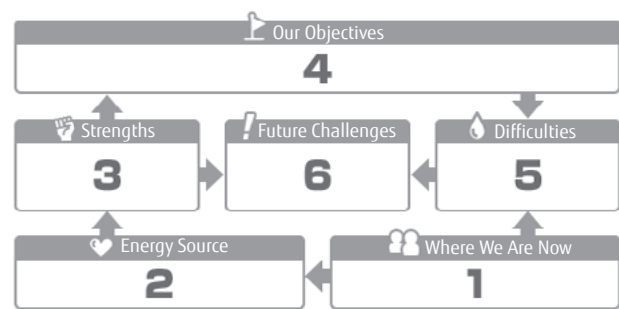 Our Objectives
4
Strengths
3
Future Challenges
6
Difficulties
5
Energy Source
2
Where We Are Now
1